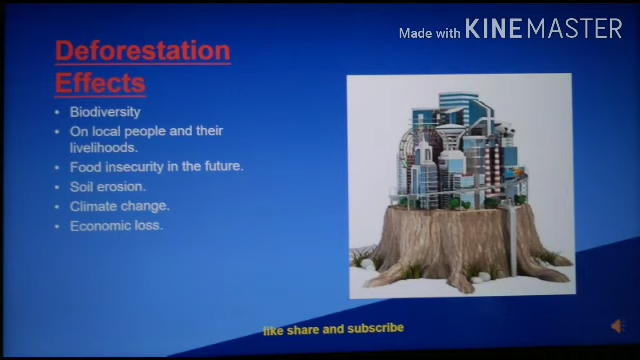 Made with KINEMASTER
Deforestation
Effects
• Biodiversity
• On local people and their
livelihoods.
• Food insecurity in the future.
• Soil erosion.
• Climate change.
• Economic loss.
like share and subscribe